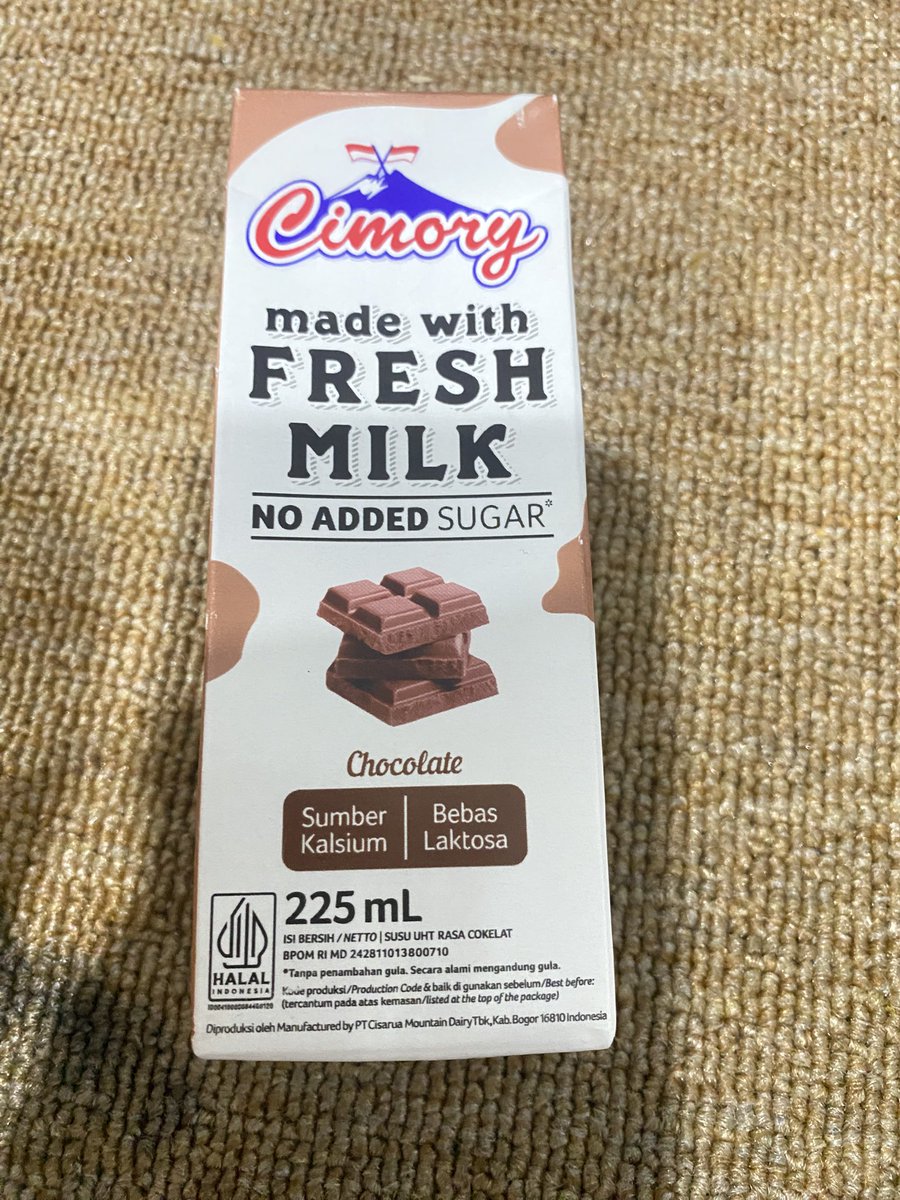 Cimory
made with
FRESH
MILK
NO ADDED SUGAR*
Chocolate
Sumber Kalsium
Bebas Laktosa
HALAL
INDONESIA
225 mL
ISI BERSIH / NETTO | SUSU UHT RASA COKELAT
BPOM RI MD 242811013800710
*Tanpa penambahan gula. Secara alami mengandung gula.
Kode produksi/Production Code & baik di gunakan sebelum/Best before:
(tercantum pada atas kemasan/listed at the top of the package)
Diproduksi oleh Manufactured by PT Cisarua Mountain Dairy Tbk, Kab. Bogor 16810 Indonesia